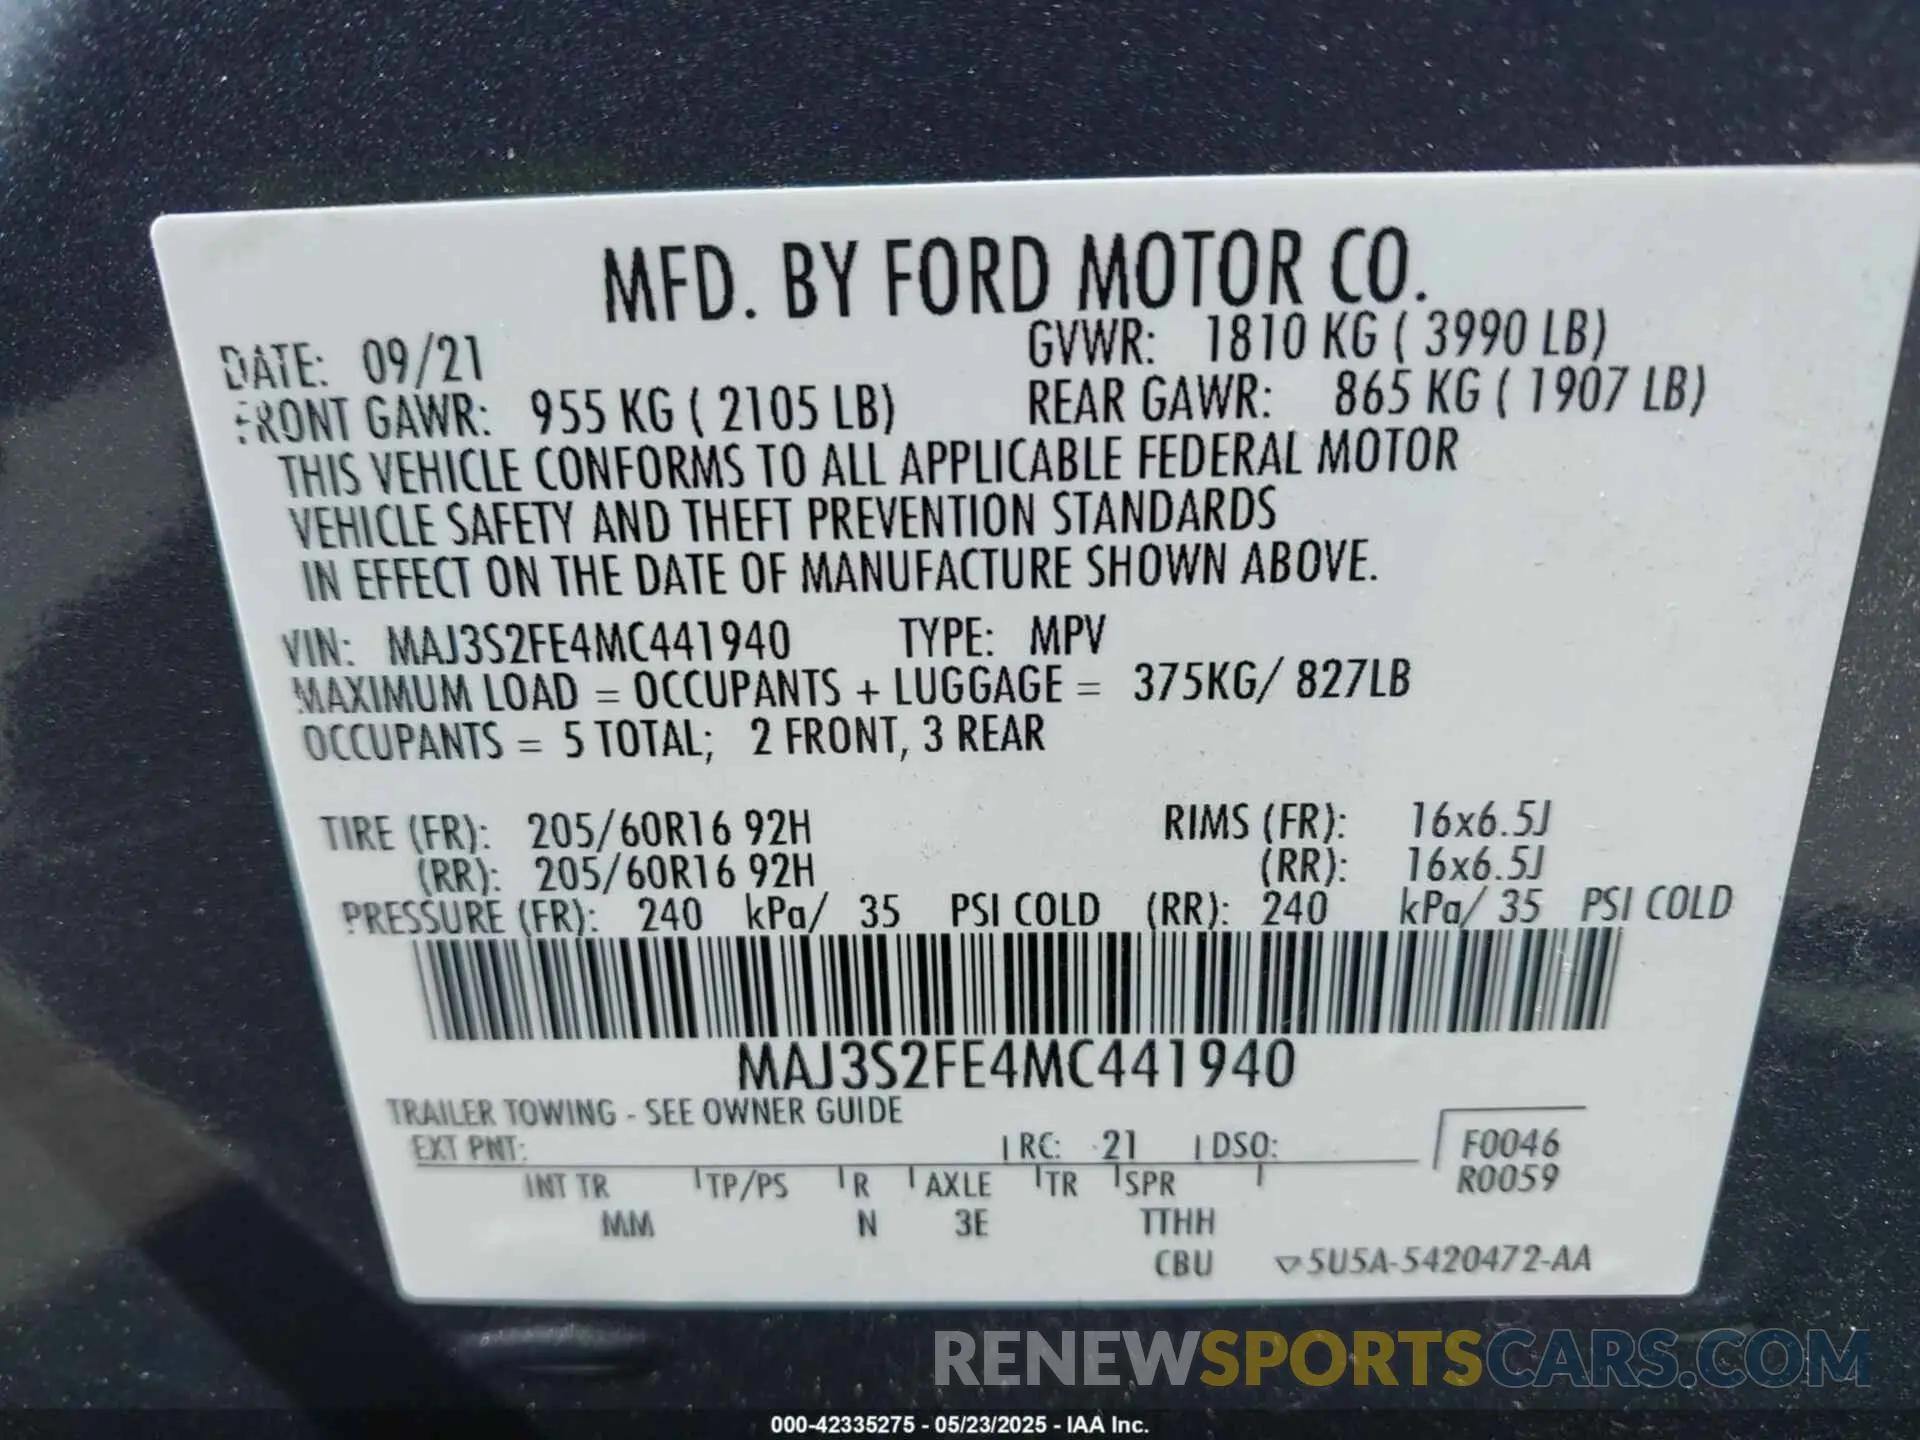 MFD. BY FORD MOTOR CO.
DATE: 09/21 GVWR: 1810 KG ( 3990 LB)
FRONT GAWR: 955 KG ( 2105 LB) REAR GAWR: 865 KG ( 1907 LB)
THIS VEHICLE CONFORMS TO ALL APPLICABLE FEDERAL MOTOR
VEHICLE SAFETY AND THEFT PREVENTION STANDARDS
IN EFFECT ON THE DATE OF MANUFACTURE SHOWN ABOVE.
VIN: MAJ3S2FE4MC441940 TYPE: MPV
MAXIMUM LOAD = OCCUPANTS + LUGGAGE = 375KG/ 827LB
OCCUPANTS = 5 TOTAL; 2 FRONT, 3 REAR
TIRE (FR): 205/60R16 92H RIMS (FR): 16x6.5J
(RR): 205/60R16 92H (RR): 16x6.5J
PRESSURE (FR): 240 kPa/ 35 PSI COLD (RR): 240 kPa/ 35 PSI COLD
MAJ3S2FE4MC441940
TRAILER TOWING - SEE OWNER GUIDE
EXT PNT: RC: 21 DSO: F0046
INT TR TP/PS R AXLE TR SPR R0059
MM N 3E TTHH
CBU ▽5U5A-5420472-AA
RENEWSPORTSCARS.COM
000-42335275 - 05/23/2025 - IAA Inc.